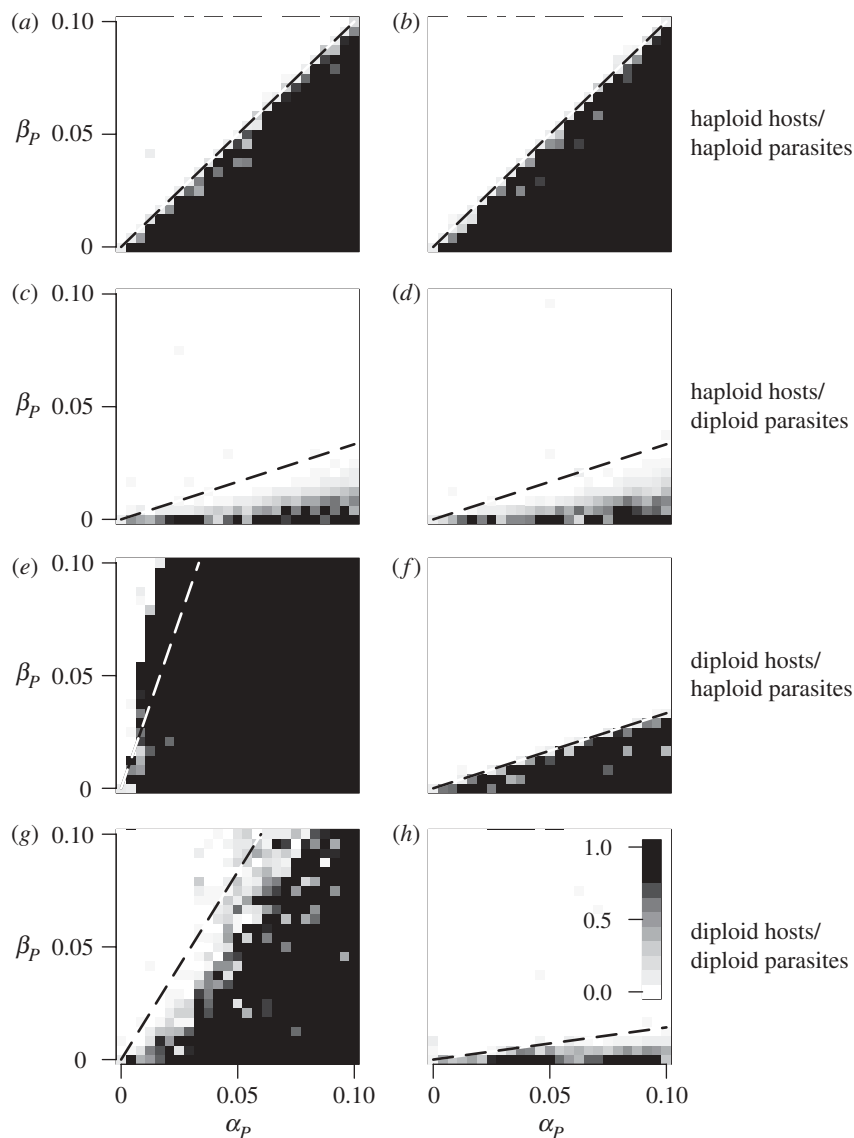 (a) (b)
0.10
β_P 0.05
0
haploid hosts/
haploid parasites
(c) (d)
0.10
β_P 0.05
0
haploid hosts/
diploid parasites
(e) (f)
0.10
β_P 0.05
0
diploid hosts/
haploid parasites
(g) (h)
0.10
β_P 0.05
0
1.0
0.5
0.0
diploid hosts/
diploid parasites
0 0.05 0.10 0 0.05 0.10
α_P α_P